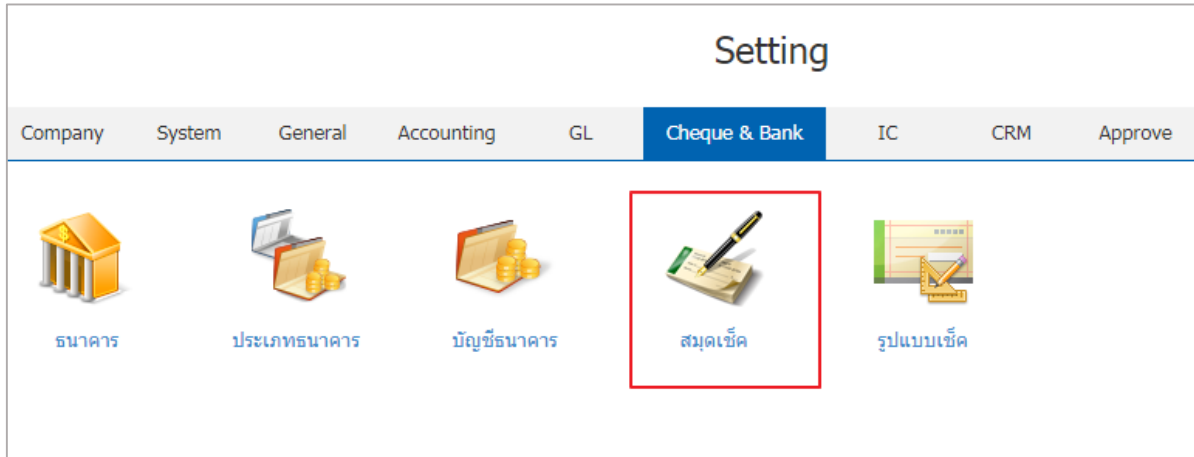 Setting
Company System General Accounting GL Cheque & Bank IC CRM Approve
ธนาคาร ประเภทธนาคาร บัญชีธนาคาร สมุดเช็ค รูปแบบเช็ค